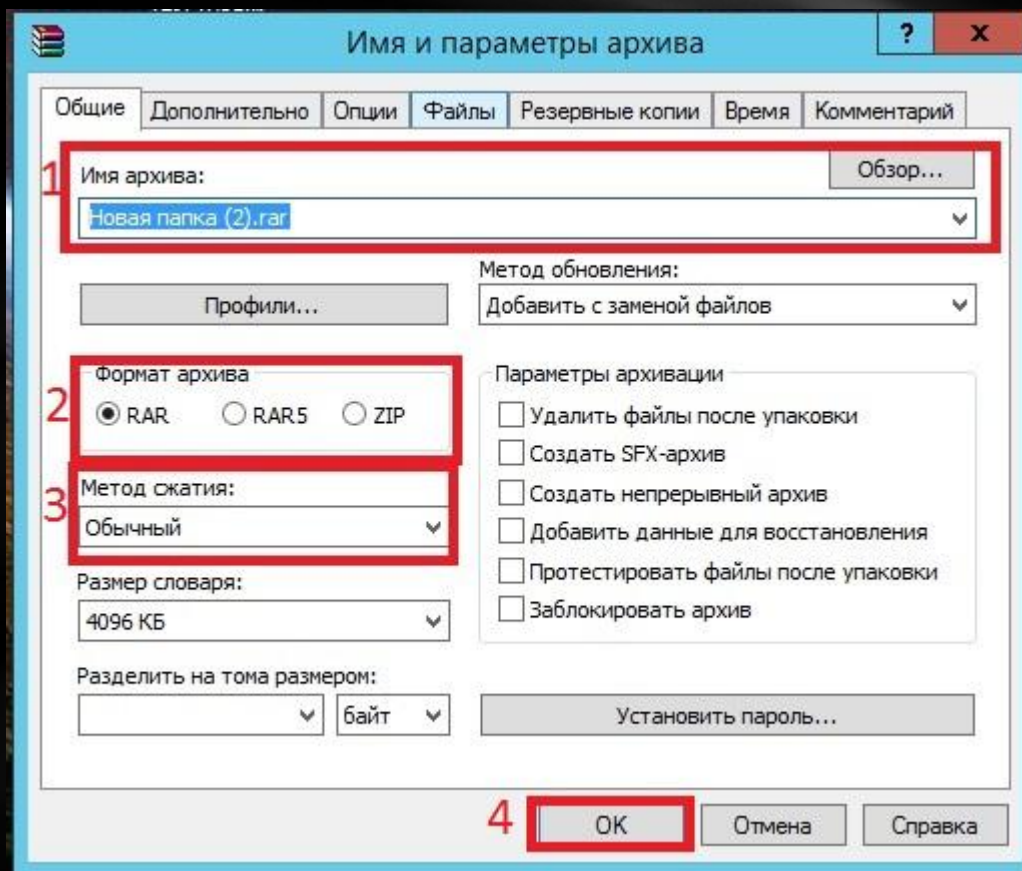 Имя и параметры архива
?
x
Общие Дополнительно Опции Файлы Резервные копии Время Комментарий
1
Имя архива:
Обзор...
Новая папка (2).rar
Профили...
Метод обновления:
Добавить с заменой файлов
2
Формат архива
RAR RAR5 ZIP
3
Метод сжатия:
Обычный
Размер словаря:
4096 КБ
Разделить на тома размером:
байт
Параметры архивации
Удалить файлы после упаковки
Создать SFX-архив
Создать непрерывный архив
Добавить данные для восстановления
Протестировать файлы после упаковки
Заблокировать архив
Установить пароль...
4
OK
Отмена
Справка